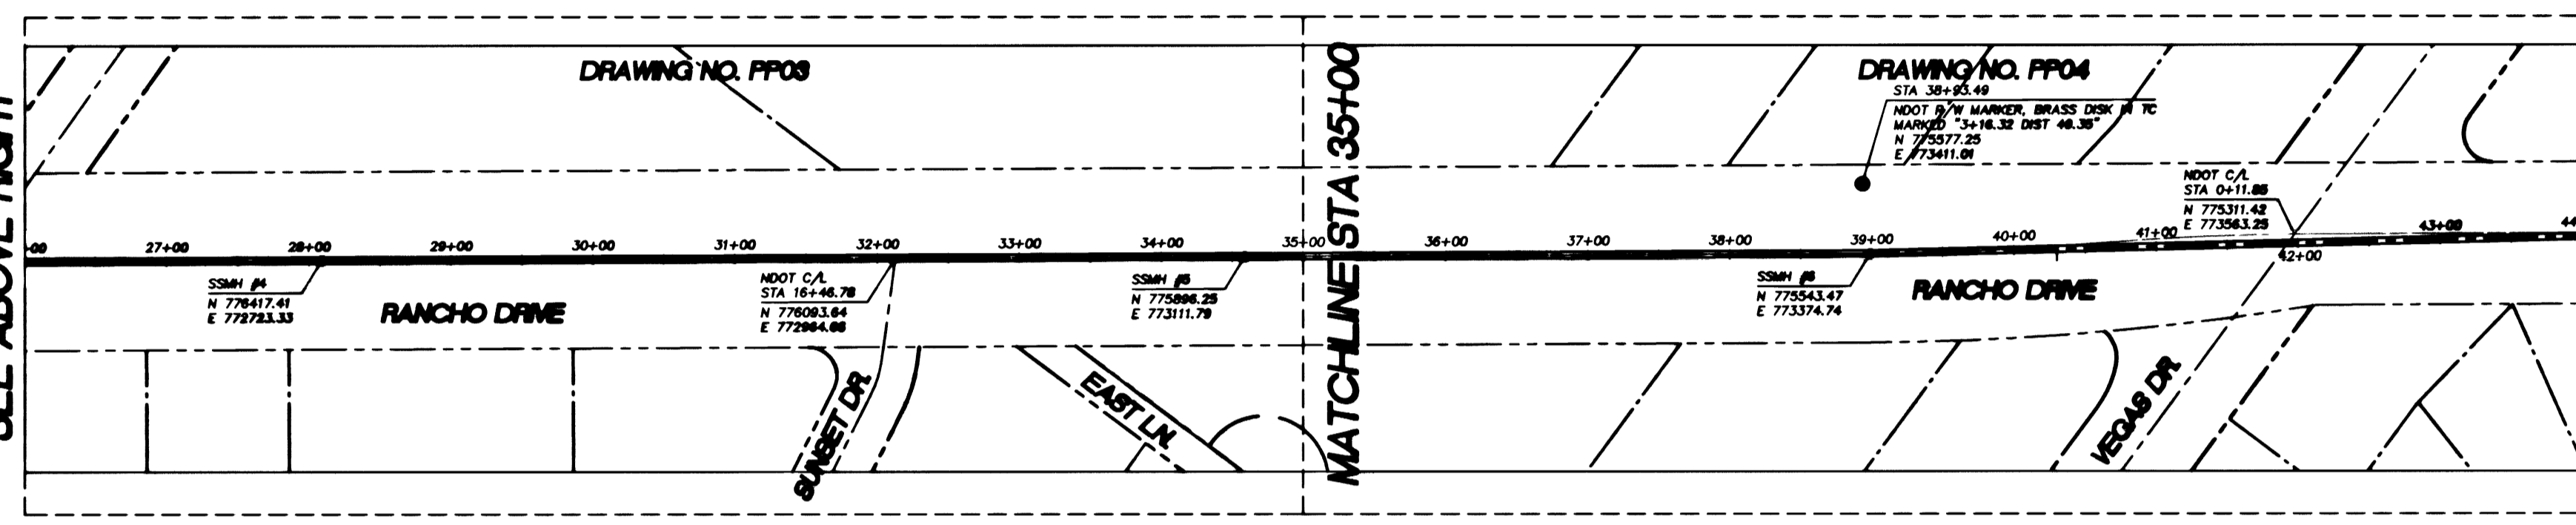 SEE ABOVE RIGHT
DRAWING NO. PP03
27+00
28+00
29+00
30+00
31+00
32+00
33+00
34+00
35+00
SSMH #4
N 776417.41
E 772723.33
RANCHO DRIVE
NDOT C/L
STA 16+46.78
N 776093.64
E 772964.68
SSMH #5
N 775896.25
E 773111.79
SUNSET DR.
EAST LN.
MATCHLINE STA 35+00
DRAWING NO. PP04
STA 38+93.49
NDOT R/W MARKER, BRASS DISK IN TC
MARKED "3+16.32 DIST 49.35"
N 775577.25
E 773411.01
NDOT C/L
STA 0+11.85
N 775311.42
E 773563.25
36+00
37+00
38+00
39+00
40+00
41+00
42+00
43+00
SSMH #6
N 775543.47
E 773374.74
RANCHO DRIVE
VEGAS DR.